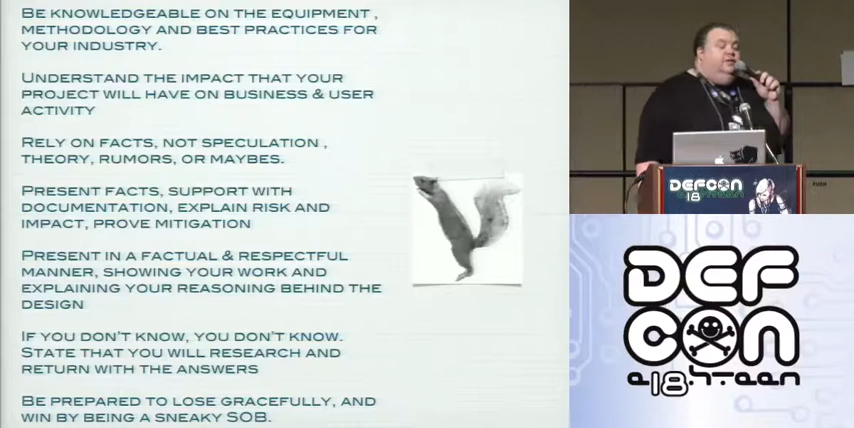 BE KNOWLEDGEABLE ON THE EQUIPMENT ,
METHODOLOGY AND BEST PRACTICES FOR
YOUR INDUSTRY.
UNDERSTAND THE IMPACT THAT YOUR
PROJECT WILL HAVE ON BUSINESS & USER
ACTIVITY
RELY ON FACTS, NOT SPECULATION ,
THEORY, RUMORS, OR MAYBES.
PRESENT FACTS, SUPPORT WITH
DOCUMENTATION, EXPLAIN RISK AND
IMPACT, PROVE MITIGATION
PRESENT IN A FACTUAL & RESPECTFUL
MANNER, SHOWING YOUR WORK AND
EXPLAINING YOUR REASONING BEHIND THE
DESIGN
IF YOU DON'T KNOW, YOU DON'T KNOW.
STATE THAT YOU WILL RESEARCH AND
RETURN WITH THE ANSWERS
BE PREPARED TO LOSE GRACEFULLY, AND
WIN BY BEING A SNEAKY SOB.
DEFCON
18
PUSH
DEF
CON
e18hteen